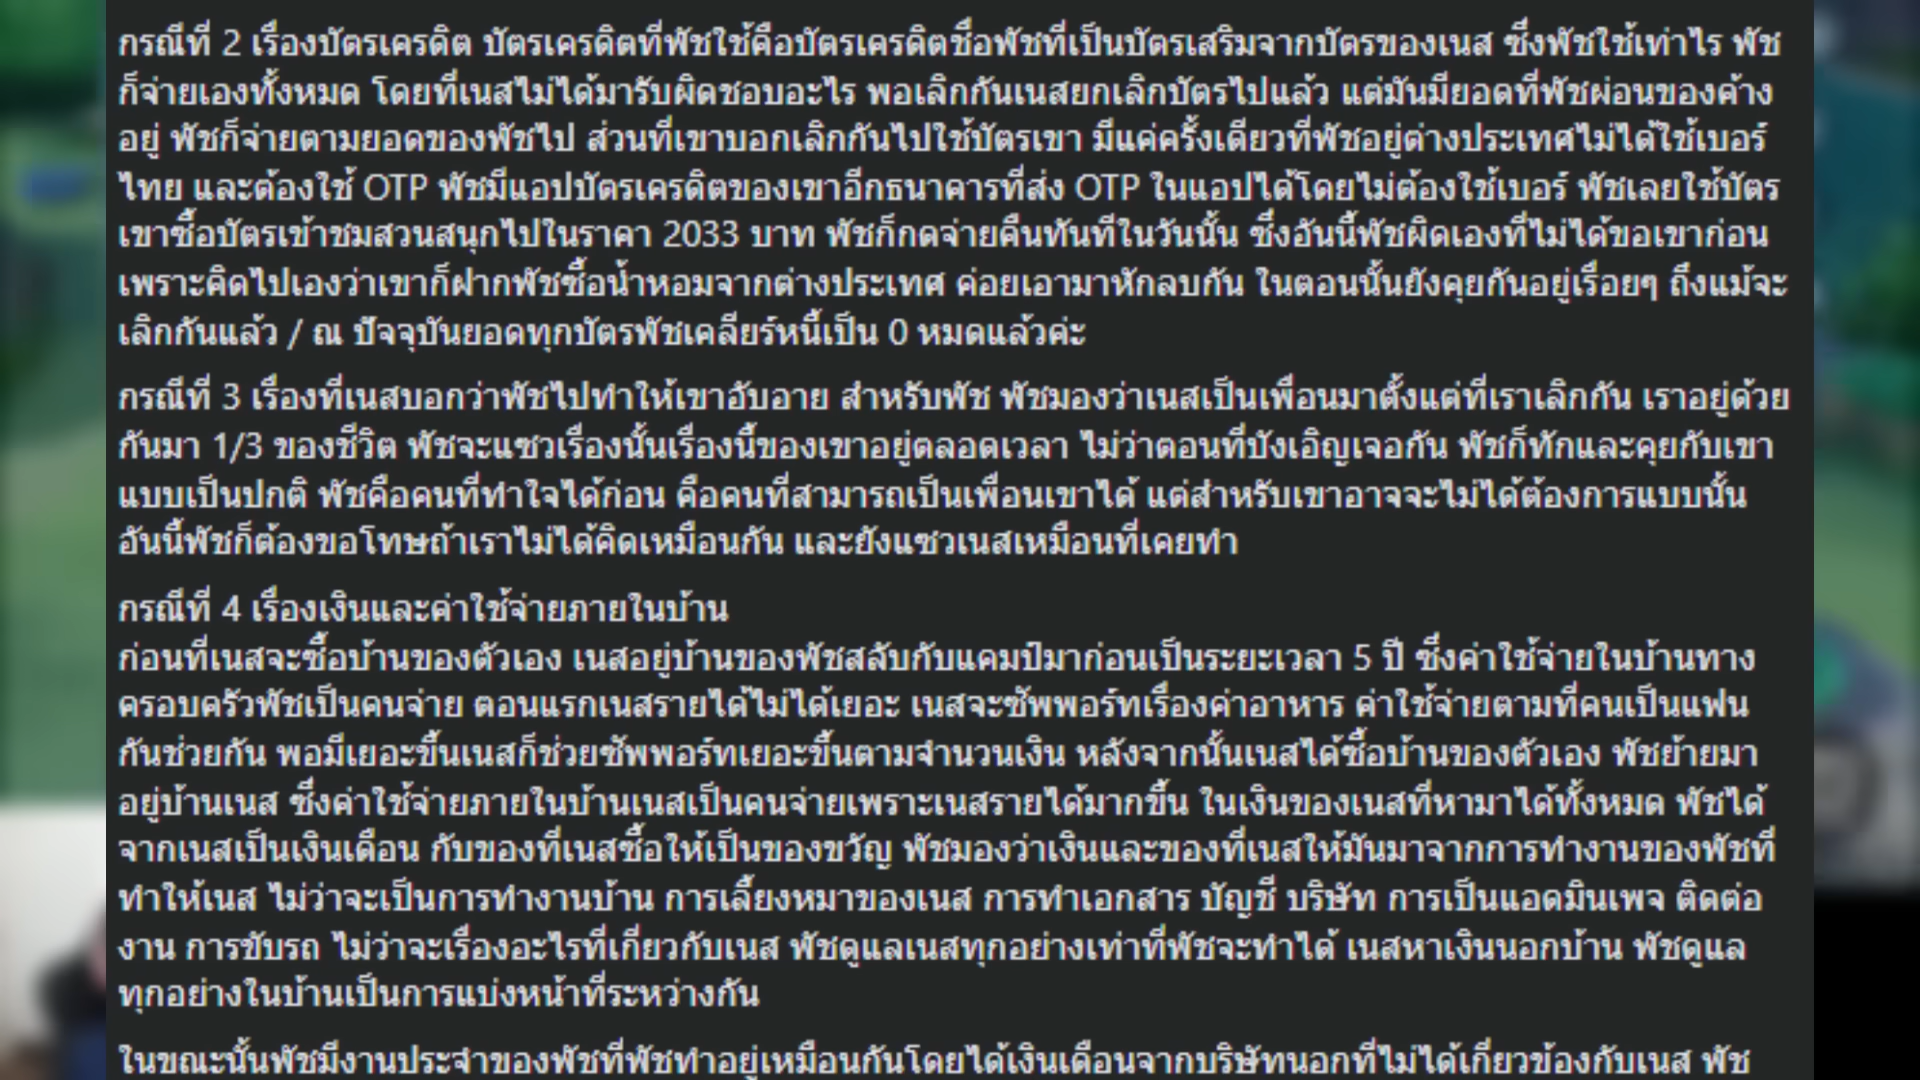 กรณีที่ 2 เรื่องบัตรเครดิต บัตรเครดิตที่พัชใช้คือบัตรเครดิตชื่อพัชที่เป็นบัตรเสริมจากบัตรของเนส ซึ่งพัชใช้เท่าไร พัช
ก็จ่ายเองทั้งหมด โดยที่เนสไม่ได้มารับผิดชอบอะไร พอเลิกกันเนสยกเลิกบัตรไปแล้ว แต่มันมียอดที่พัชผ่อนของค้าง
อยู่ พัชก็จ่ายตามยอดของพัชไป ส่วนที่เขาบอกเลิกกันไปใช้บัตรเขา มีแค่ครั้งเดียวที่พัชอยู่ต่างประเทศไม่ได้ใช้เบอร์
ไทย และต้องใช้ OTP พัชมีแอปบัตรเครดิตของเขาอีกธนาคารที่ส่ง OTP ในแอปได้โดยไม่ต้องใช้เบอร์ พัชเลยใช้บัตร
เขาซื้อบัตรเข้าชมสวนสนุกไปในราคา 2033 บาท พัชก็กดจ่ายคืนทันทีในวันนั้น ซึ่งอันนี้พัชผิดเองที่ไม่ได้ขอเขาก่อน
เพราะคิดไปเองว่าเขาก็ฝากพัชซื้อน้ำหอมจากต่างประเทศ ค่อยเอามาหักลบกัน ในตอนนั้นยังคุยกันอยู่เรื่อยๆ ถึงแม้จะ
เลิกกันแล้ว / ณ ปัจจุบันยอดทุกบัตรพัชเคลียร์หนี้เป็น 0 หมดแล้วค่ะ
กรณีที่ 3 เรื่องที่เนสบอกว่าพัชไปทำให้เขาอับอาย สำหรับพัช พัชมองว่าเนสเป็นเพื่อนมาตั้งแต่ที่เราเลิกกัน เราอยู่ด้วย
กันมา 1/3 ของชีวิต พัชจะแซวเรื่องนั้นเรื่องนี้ของเขาอยู่ตลอดเวลา ไม่ว่าตอนที่บังเอิญเจอกัน พัชก็ทักและคุยกับเขา
แบบเป็นปกติ พัชคือคนที่ทำใจได้ก่อน คือคนที่สามารถเป็นเพื่อนเขาได้ แต่สำหรับเขาอาจจะไม่ได้ต้องการแบบนั้น
อันนี้พัชก็ต้องขอโทษถ้าเราไม่ได้คิดเหมือนกัน และยังแซวเนสเหมือนที่เคยทำ
กรณีที่ 4 เรื่องเงินและค่าใช้จ่ายภายในบ้าน
ก่อนที่เนสจะซื้อบ้านของตัวเอง เนสอยู่บ้านของพัชสลับกับแคมป์มาก่อนเป็นระยะเวลา 5 ปี ซึ่งค่าใช้จ่ายในบ้านทาง
ครอบครัวพัชเป็นคนจ่าย ตอนแรกเนสรายได้ไม่ได้เยอะ เนสจะซัพพอร์ทเรื่องค่าอาหาร ค่าใช้จ่ายตามที่คนเป็นแฟน
กันช่วยกัน พอมีเยอะขึ้นเนสก็ช่วยซัพพอร์ทเยอะขึ้นตามจำนวนเงิน หลังจากนั้นเนสได้ซื้อบ้านของตัวเอง พัชย้ายมา
อยู่บ้านเนส ซึ่งค่าใช้จ่ายภายในบ้านเนสเป็นคนจ่ายเพราะเนสรายได้มากขึ้น ในเงินของเนสที่หามาได้ทั้งหมด พัชได้
จากเนสเป็นเงินเดือน กับของที่เนสซื้อให้เป็นของขวัญ พัชมองว่าเงินและของที่เนสให้มันมาจากการทำงานของพัชที่
ทำให้เนส ไม่ว่าจะเป็นการทำงานบ้าน การเลี้ยงหมาของเนส การทำเอกสาร บัญชี บริษัท การเป็นแอดมินเพจ ติดต่อ
งาน การขับรถ ไม่ว่าจะเรื่องอะไรที่เกี่ยวกับเนส พัชดูแลเนสทุกอย่างเท่าที่พัชจะทำได้ เนสหาเงินนอกบ้าน พัชดูแล
ทุกอย่างในบ้านเป็นการแบ่งหน้าที่ระหว่างกัน
ในขณะนั้นพัชมีงานประจำของพัชที่พัชทำอยู่เหมือนกันโดยได้เงินเดือนจากบริษัทนอกที่ไม่ได้เกี่ยวข้องกับเนส พัช